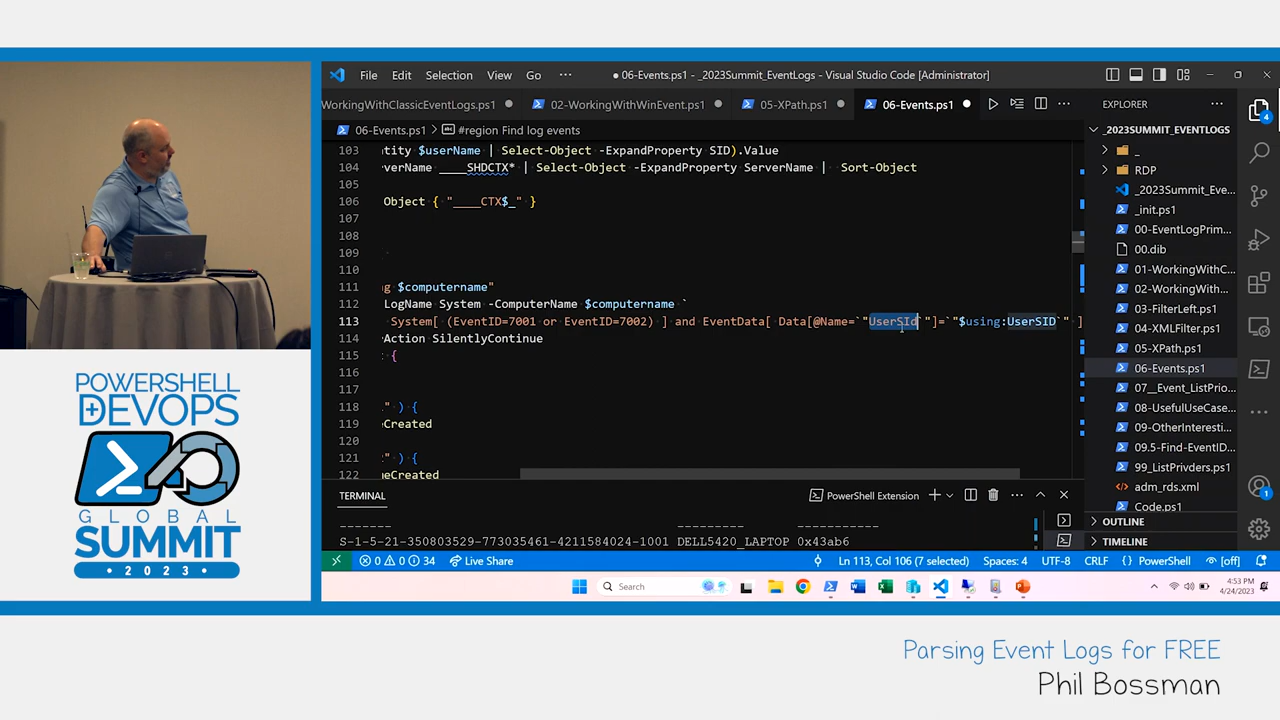 File Edit Selection View Go ··· ● 06-Events.ps1 - _2023Summit_EventLogs - Visual Studio Code [Administrator]
WorkingWithClassicEventLogs.ps1 ● 02-WorkingWithWinEvent.ps1 ● 05-XPath.ps1 ● 06-Events.ps1 ●
06-Events.ps1 > #region Find log events
103 tity $userName | Select-Object -ExpandProperty SID).Value
104 rverName ____SHDCTX* | Select-Object -ExpandProperty ServerName | Sort-Object
105
106 Object { "____CTX$_" }
107
108
109
110
111 g $computername"
112 LogName System -ComputerName $computername `
113 System[ (EventID=7001 or EventID=7002) ] and EventData[ Data[@Name=`"UserSId`"]=`"$using:UserSID`" ]
114 Action SilentlyContinue
115 t {
116
117
118 " ) {
119 eCreated
120
121 " ) {
122 eCreated
EXPLORER
_2023SUMMIT_EVENTLOGS
_
RDP
_2023Summit_Eve...
_init.ps1
00-EventLogPrim...
00.dib
01-WorkingWithC...
02-WorkingWith...
03-FilterLeft.ps1
04-XMLFilter.ps1
05-XPath.ps1
06-Events.ps1
07__Event_ListPrio...
08-UsefulUseCase...
09-OtherInteresti...
09.5-Find-EventID...
99_ListPrviders.ps1
adm_rds.xml
Code.ps1
OUTLINE
TIMELINE
4
1
TERMINAL
PowerShell Extension
------- --------- -----------
S-1-5-21-350803529-773035461-4211584024-1001 DELL5420_LAPTOP 0x43ab6
0 0 34 Live Share Ln 113, Col 106 (7 selected) Spaces: 4 UTF-8 CRLF {} PowerShell [off]
Search
4:53 PM
4/24/2023
POWERSHELL
+DEVOPS
GLOBAL
SUMMIT
• 2023 •
Parsing Event Logs for FREE
Phil Bossman